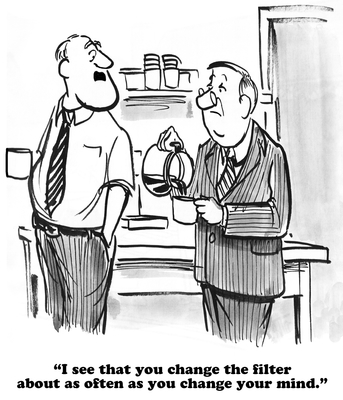 “I see that you change the filter
about as often as you change your mind.”